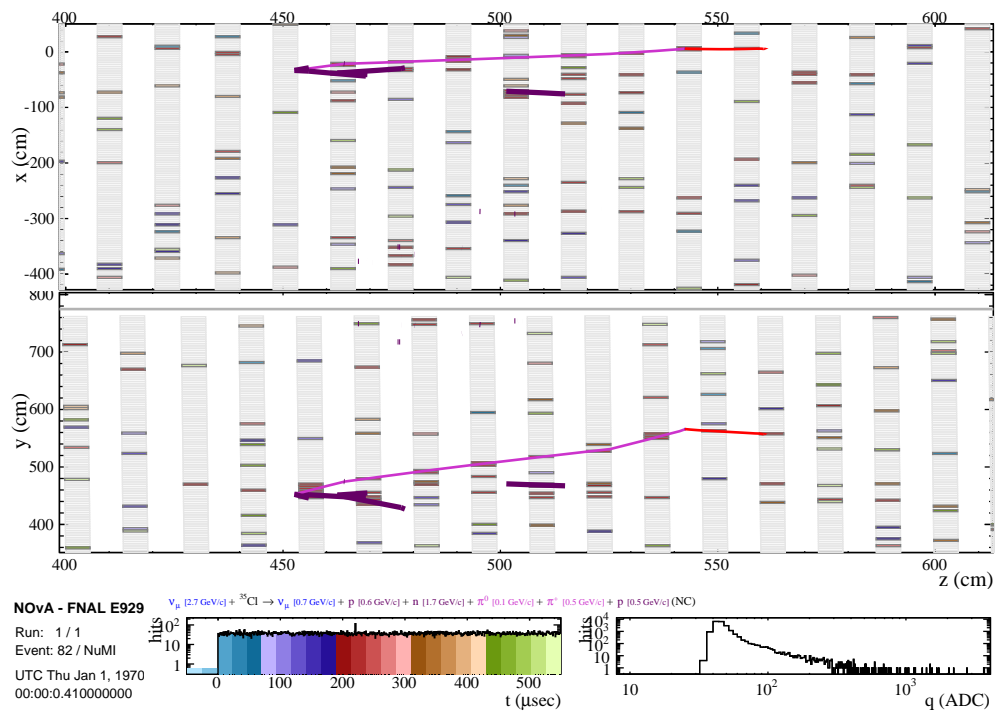 400 450 500 550 600
0
-100
-200
-300
-400
x (cm)
800
700
600
500
400
y (cm)
400 450 500 550 600
z (cm)
NOvA - FNAL E929
Run: 1 / 1
Event: 82 / NuMI
UTC Thu Jan 1, 1970
00:00:0.410000000
νμ [2.7 GeV/c] + ³⁵Cl → νμ [0.7 GeV/c] + p [0.6 GeV/c] + n [1.7 GeV/c] + π⁰ [0.1 GeV/c] + π⁺ [0.5 GeV/c] + p [0.5 GeV/c] (NC)
hits
10²
10
1
0 100 200 300 400 500
t (μsec)
hits
10⁴
10³
10²
10
1
10 10² 10³
q (ADC)